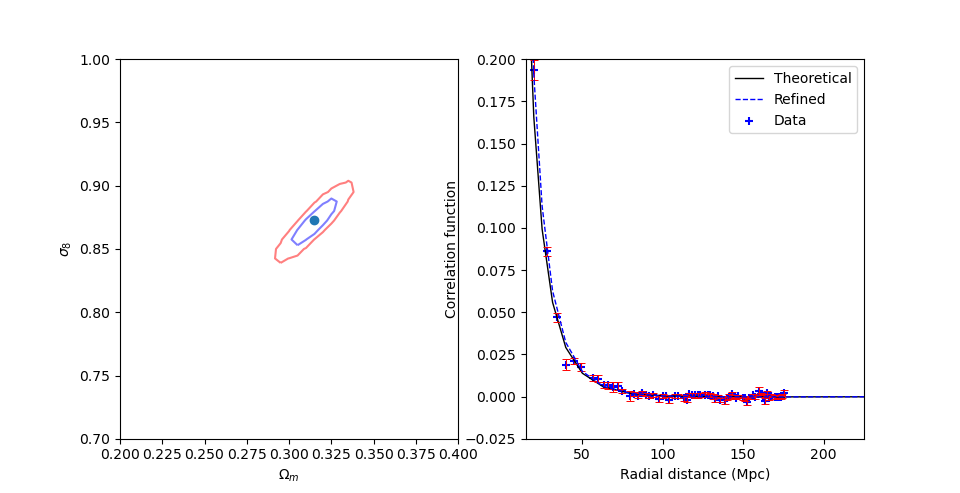 1.00
0.95
0.90
0.85
0.80
0.75
0.70
σ8
0.200 0.225 0.250 0.275 0.300 0.325 0.350 0.375 0.400
Ωm
0.200
0.175
0.150
0.125
0.100
0.075
0.050
0.025
0.000
−0.025
Correlation function
50 100 150 200
Radial distance (Mpc)
Theoretical
Refined
Data